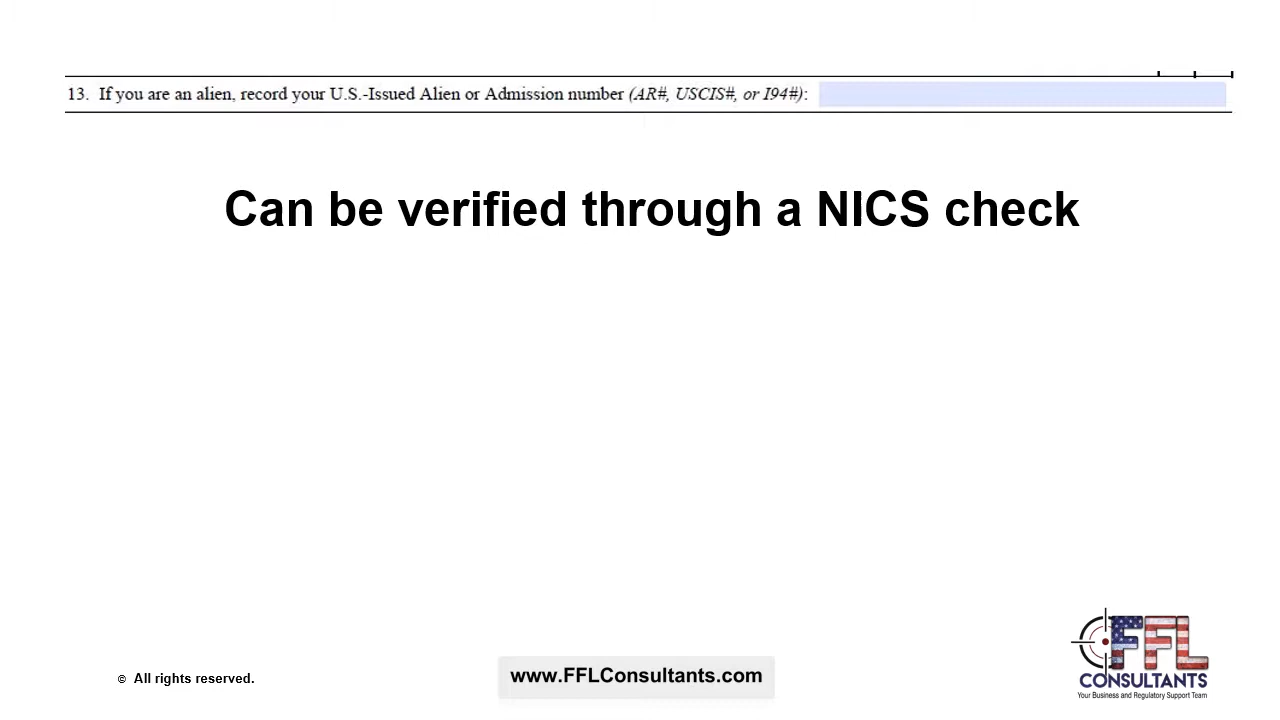 13. If you are an alien, record your U.S.-Issued Alien or Admission number (AR#, USCIS#, or I94#):
Can be verified through a NICS check
FFL
CONSULTANTS
Your Business and Regulatory Support Team
© All rights reserved.
www.FFLConsultants.com